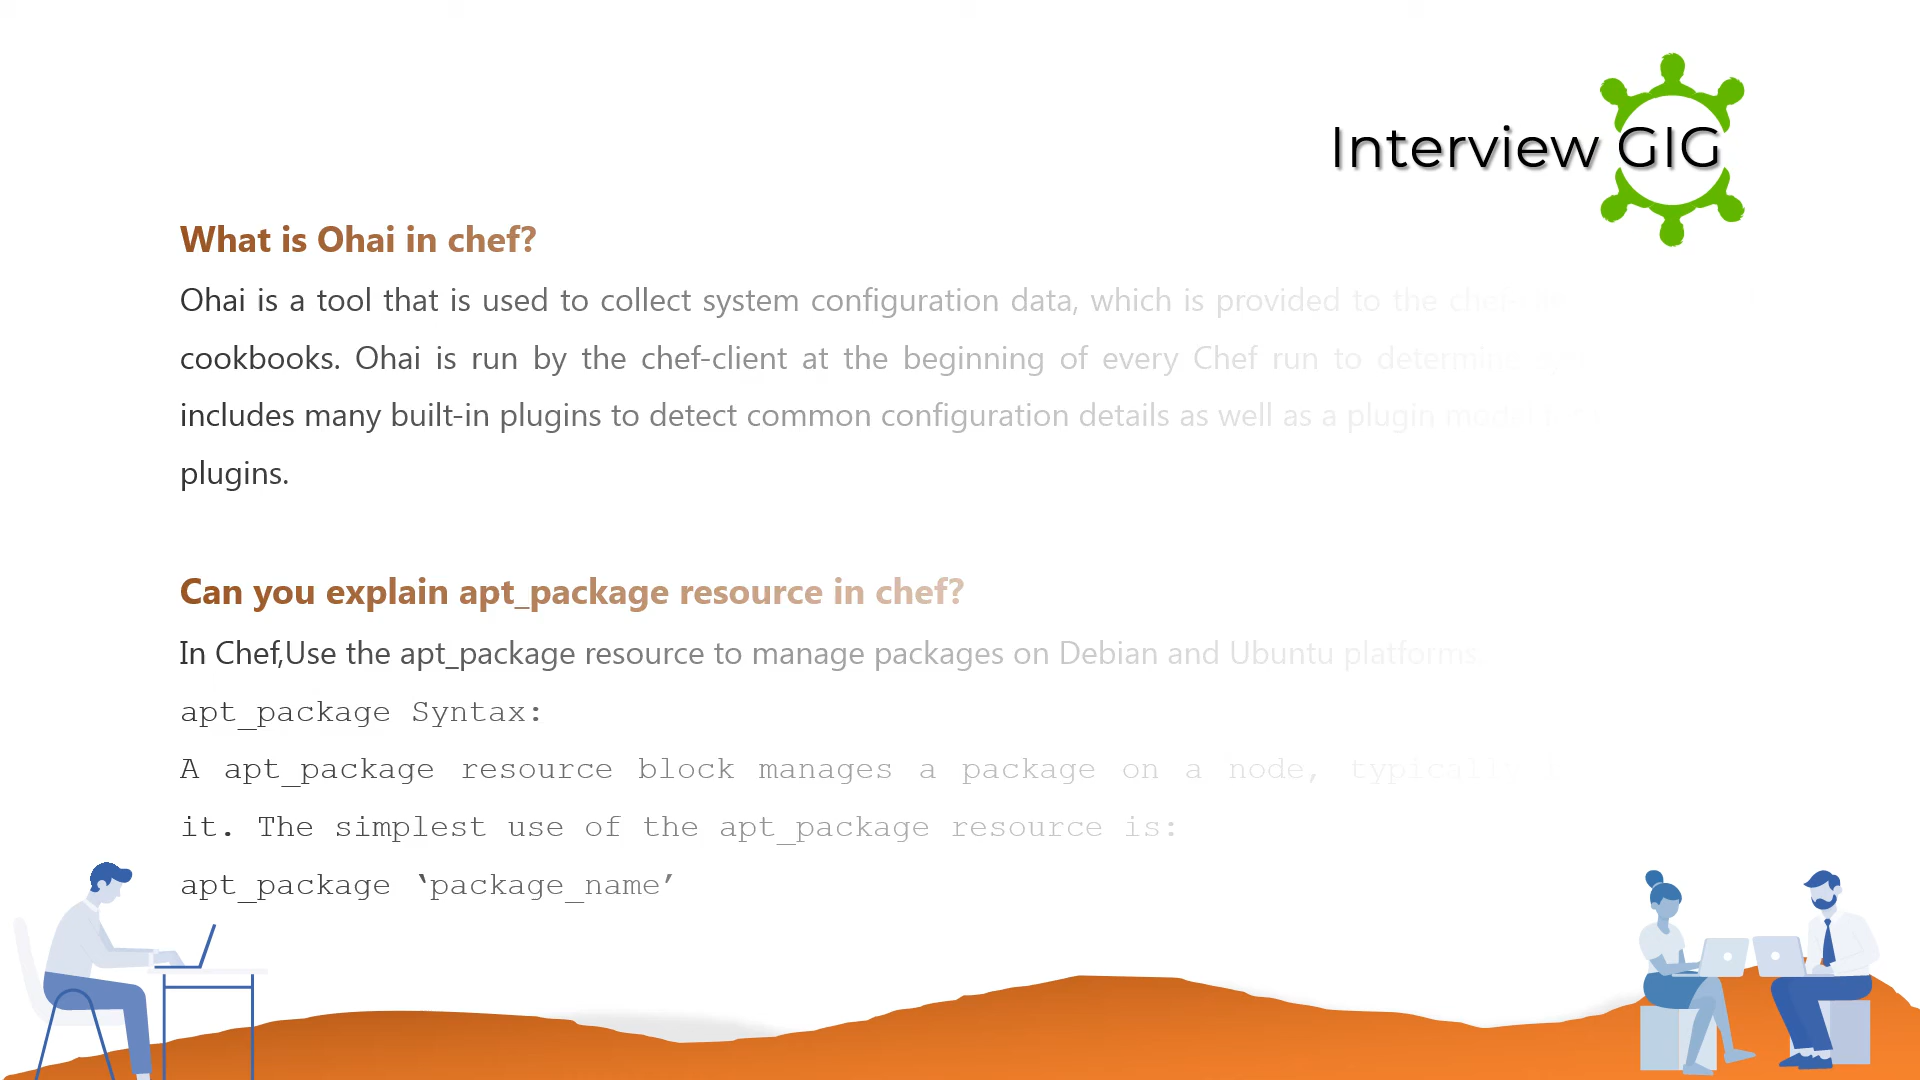 Interview GIG
What is Ohai in chef?
Ohai is a tool that is used to collect system configuration data, which is provided to the chef-
cookbooks. Ohai is run by the chef-client at the beginning of every Chef run to determine
includes many built-in plugins to detect common configuration details as well as a plugin model
plugins.
Can you explain apt_package resource in chef?
In Chef,Use the apt_package resource to manage packages on Debian and Ubuntu platforms.
apt_package Syntax:
A apt_package resource block manages a package on a node, typically
it. The simplest use of the apt_package resource is:
apt_package ‘package_name’